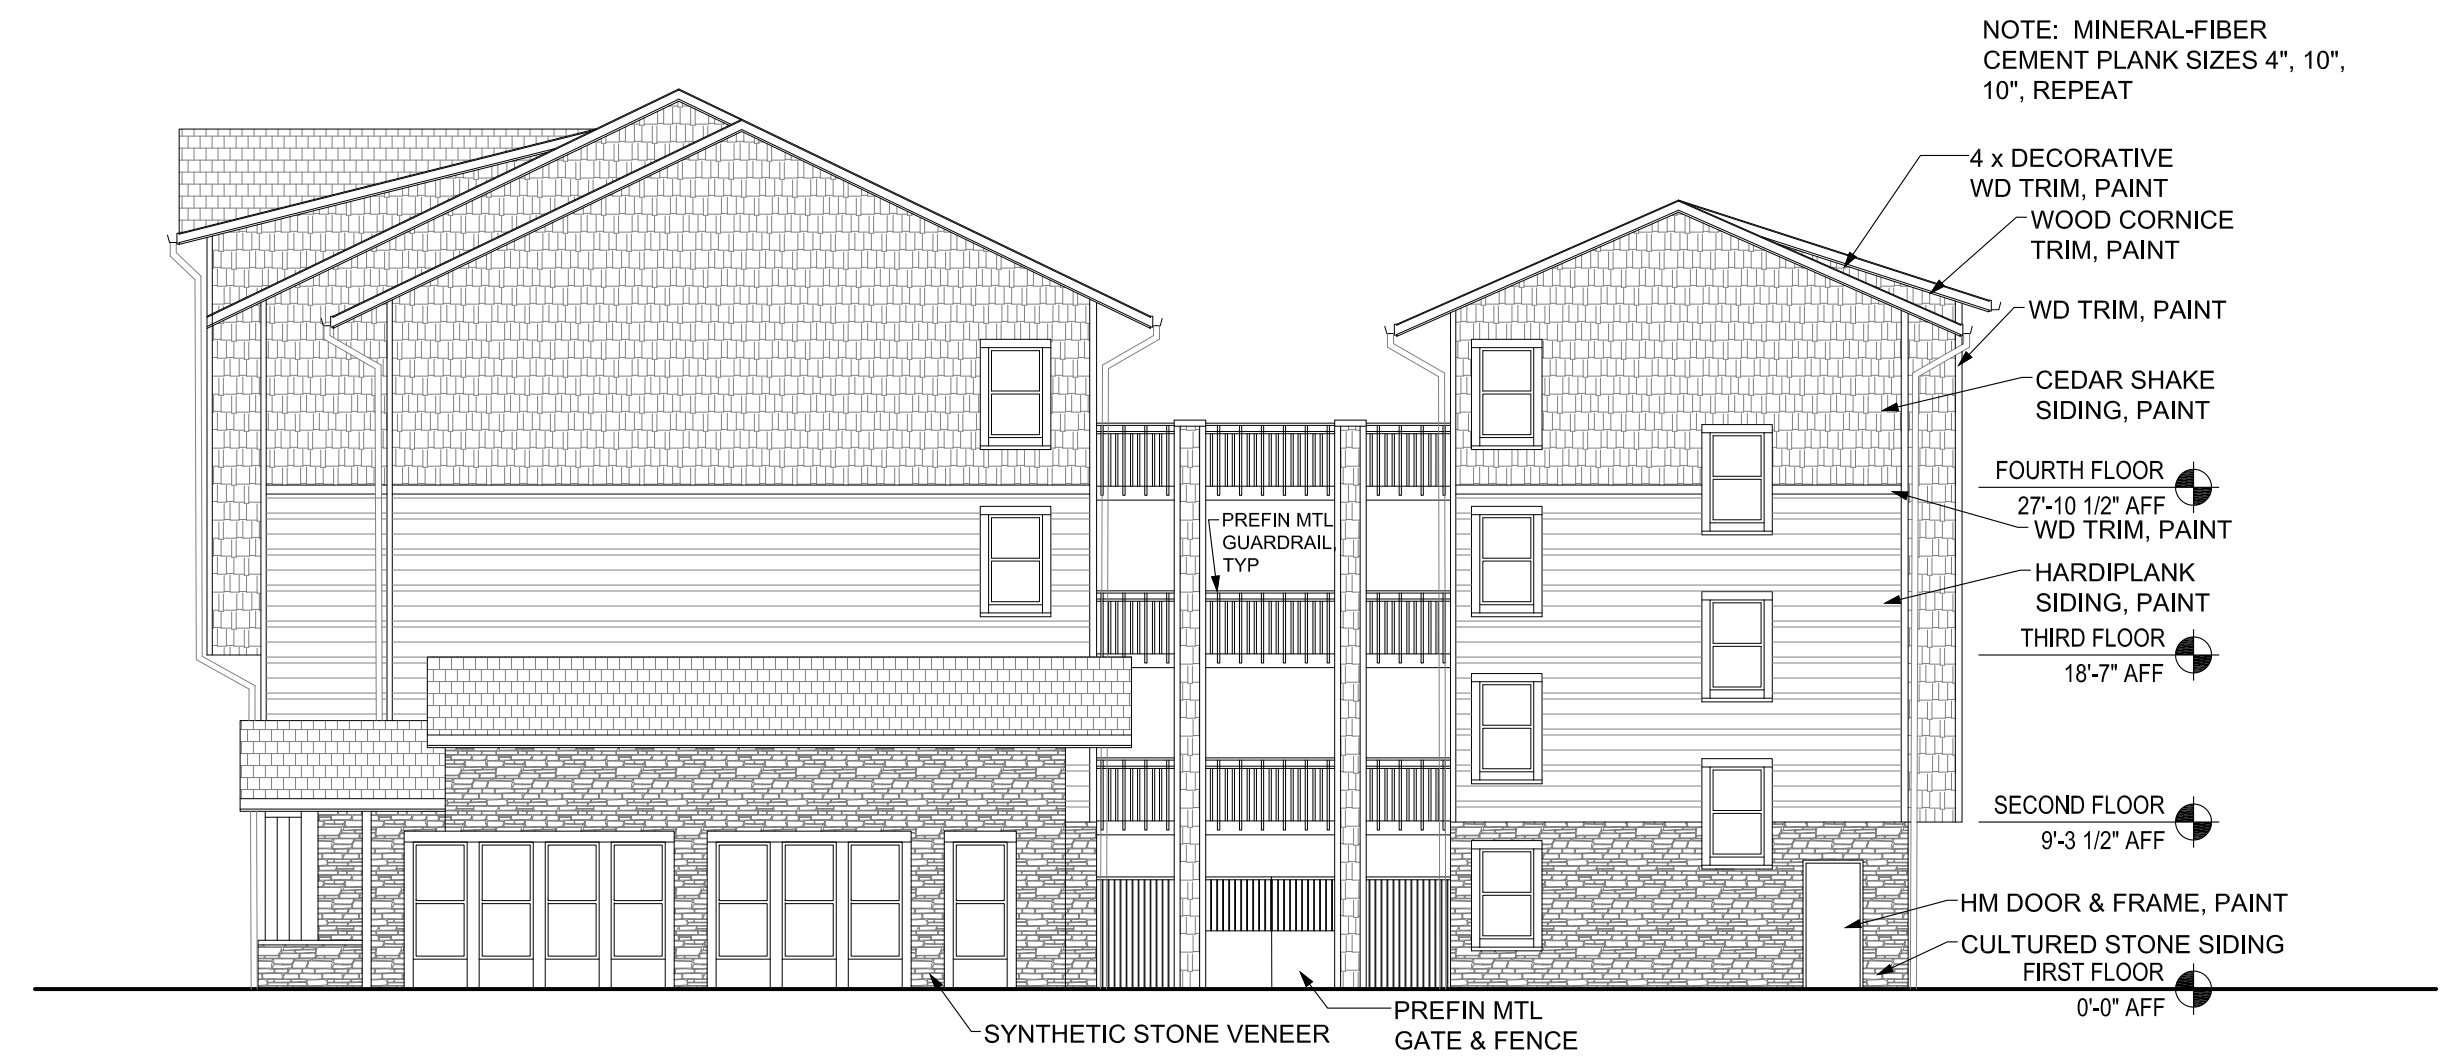 NOTE:  MINERAL-FIBER
CEMENT PLANK SIZES 4", 10",
10", REPEAT
4 x DECORATIVE
WD TRIM, PAINT
WOOD CORNICE
TRIM, PAINT
WD TRIM, PAINT
CEDAR SHAKE
SIDING, PAINT
FOURTH FLOOR
27'-10 1/2" AFF
WD TRIM, PAINT
PREFIN MTL
GUARDRAIL,
TYP
HARDIPLANK
SIDING, PAINT
THIRD FLOOR
18'-7" AFF
SECOND FLOOR
9'-3 1/2" AFF
HM DOOR & FRAME, PAINT
CULTURED STONE SIDING
FIRST FLOOR
0'-0" AFF
SYNTHETIC STONE VENEER
PREFIN MTL
GATE & FENCE